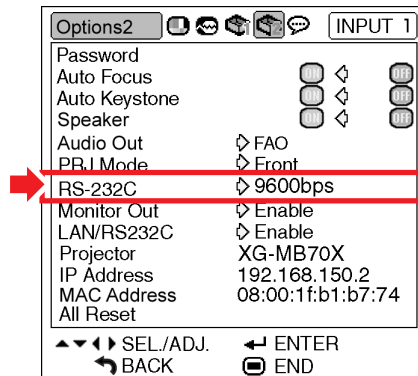 Options2 INPUT 1
Password
Auto Focus ON OFF
Auto Keystone ON OFF
Speaker ON OFF
Audio Out FAO
PRJ Mode Front
RS-232C 9600bps
Monitor Out Enable
LAN/RS232C Enable
Projector XG-MB70X
IP Address 192.168.150.2
MAC Address 08:00:1f:b1:b7:74
All Reset
SEL./ADJ. ENTER
BACK END